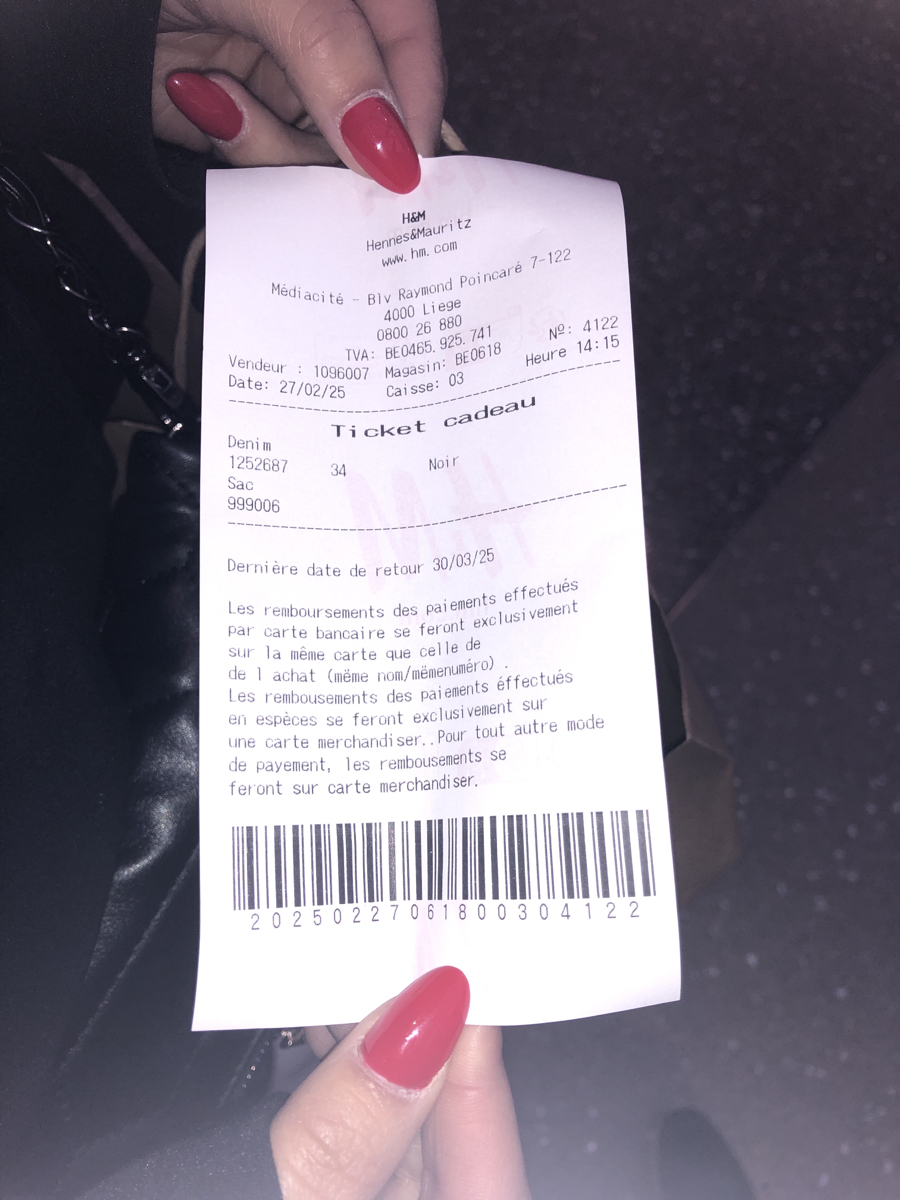 H&M
Hennes&Mauritz
www.hm.com
Médiacité - Blv Raymond Poincaré 7-122
4000 Liege
0800 26 880
TVA: BE0465.925.741 Nº: 4122
Vendeur : 1096007 Magasin: BE0618 Heure 14:15
Date: 27/02/25 Caisse: 03
Ticket cadeau
Denim
1252687 34 Noir
Sac
999006
Dernière date de retour 30/03/25
Les remboursements des paiements effectués
par carte bancaire se feront exclusivement
sur la même carte que celle de
de l achat (mëme nom/mëmenuméro) .
Les rembousements des paiements éffectués
en espèces se feront exclusivement sur
une carte merchandiser..Pour tout autre mode
de payement, les rembousements se
feront sur carte merchandiser.
2025022706180​0304122